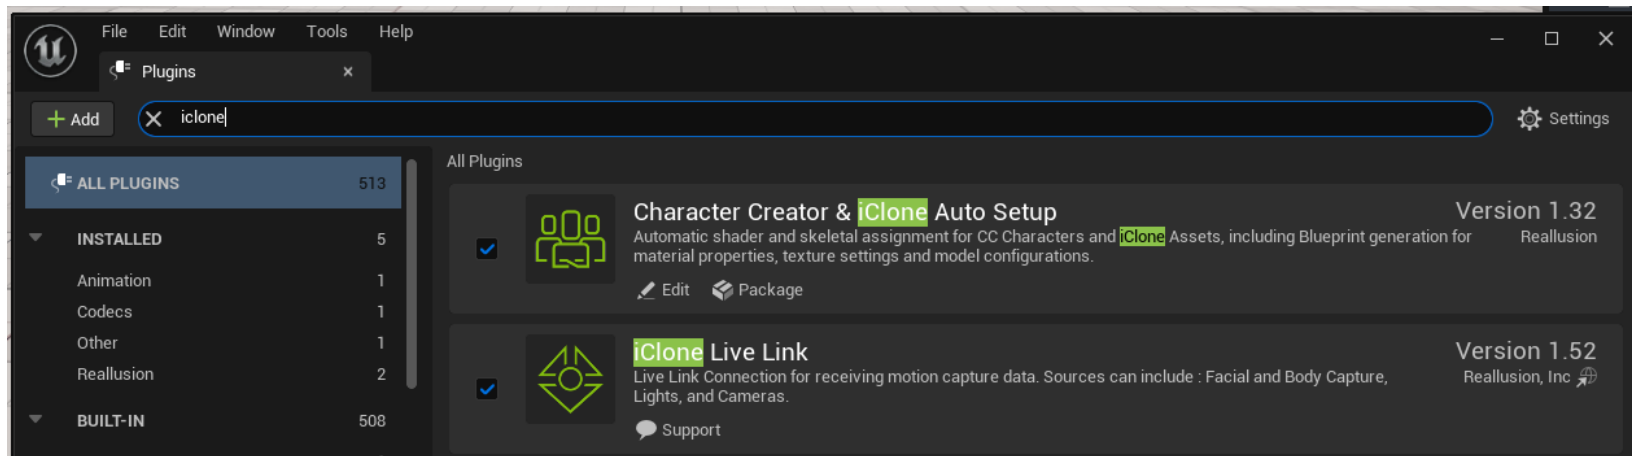 File Edit Window Tools Help
Plugins
Add
iclone
Settings
ALL PLUGINS 513
INSTALLED 5
Animation 1
Codecs 1
Other 1
Reallusion 2
BUILT-IN 508
All Plugins
Character Creator & iClone Auto Setup
Version 1.32
Automatic shader and skeletal assignment for CC Characters and iClone Assets, including Blueprint generation for
Reallusion
material properties, texture settings and model configurations.
Edit Package
iClone Live Link
Version 1.52
Live Link Connection for receiving motion capture data. Sources can include : Facial and Body Capture,
Reallusion, Inc
Lights, and Cameras.
Support